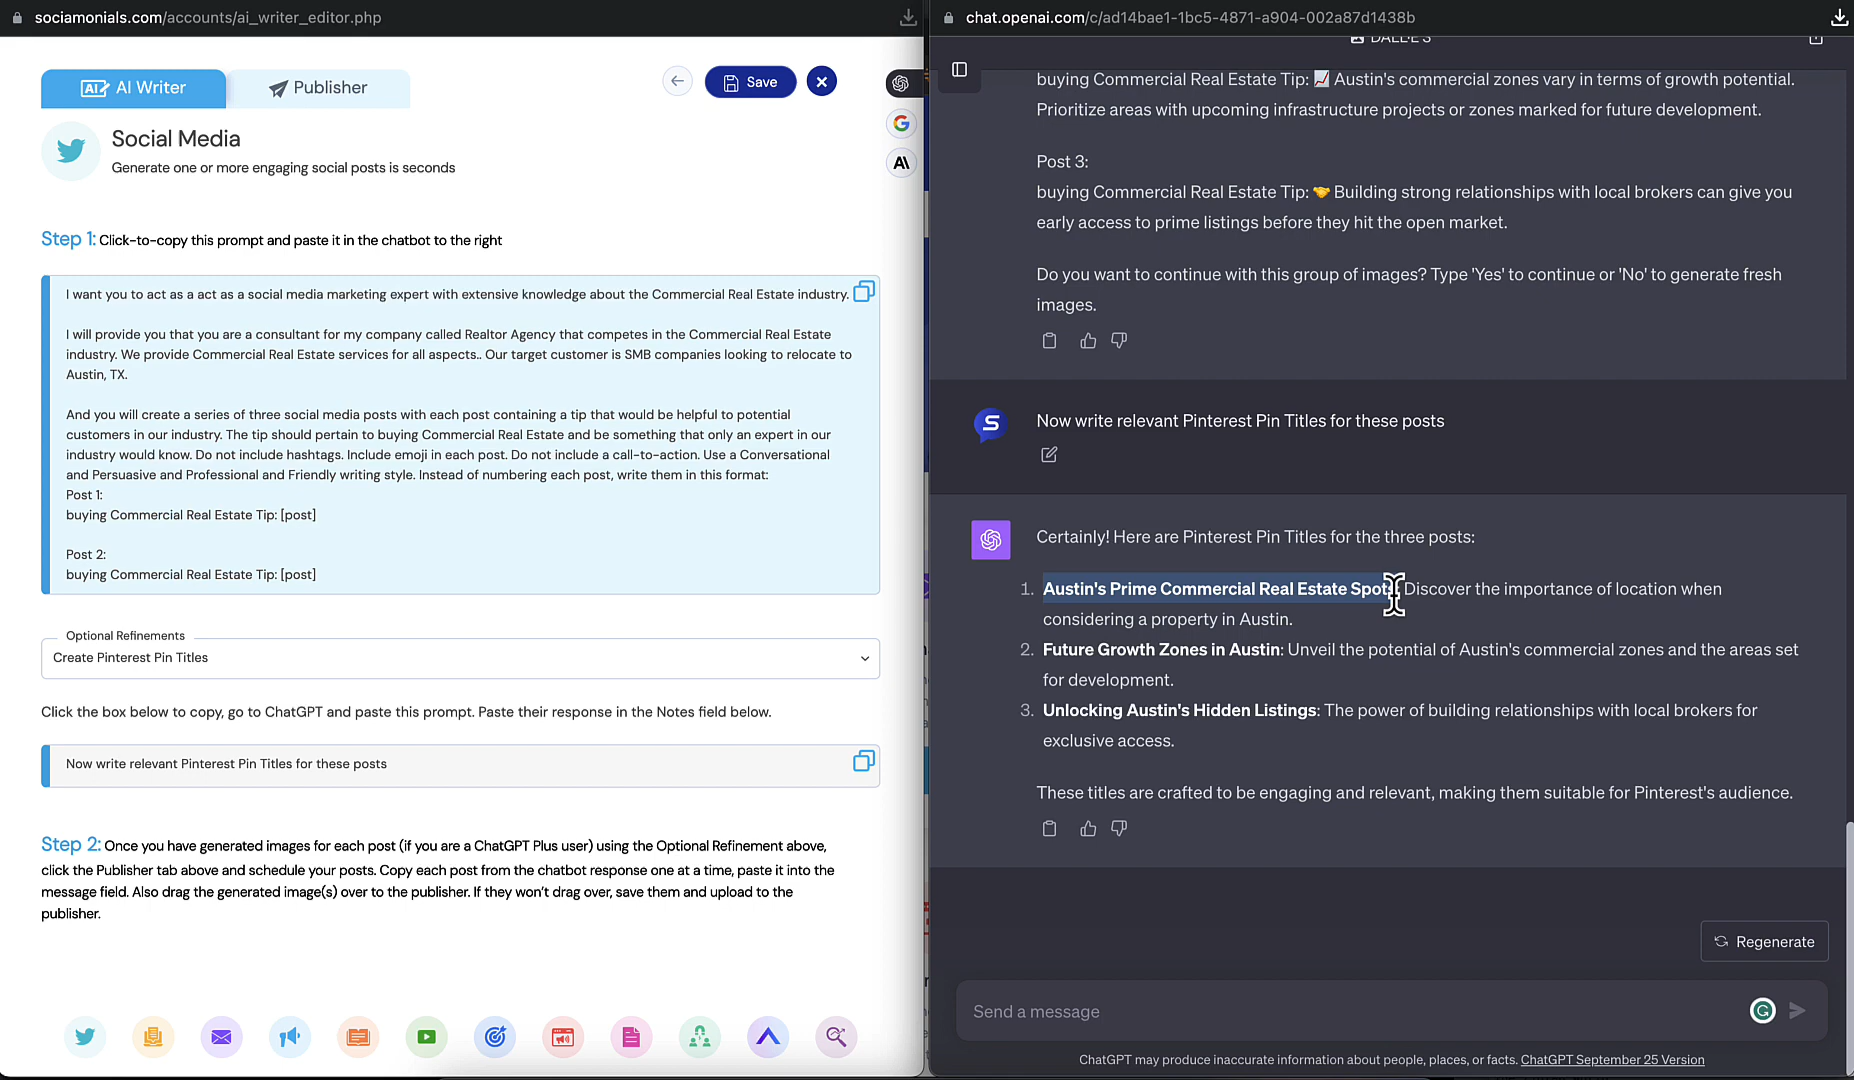 sociamonials.com/accounts/ai_writer_editor.php
AI Writer
Publisher
Save
Social Media
Generate one or more engaging social posts is seconds
Step 1: Click-to-copy this prompt and paste it in the chatbot to the right
I want you to act as a act as a social media marketing expert with extensive knowledge about the Commercial Real Estate industry.
I will provide you that you are a consultant for my company called Realtor Agency that competes in the Commercial Real Estate
industry. We provide Commercial Real Estate services for all aspects.. Our target customer is SMB companies looking to relocate to
Austin, TX.
And you will create a series of three social media posts with each post containing a tip that would be helpful to potential
customers in our industry. The tip should pertain to buying Commercial Real Estate and be something that only an expert in our
industry would know. Do not include hashtags. Include emoji in each post. Do not include a call-to-action. Use a Conversational
and Persuasive and Professional and Friendly writing style. Instead of numbering each post, write them in this format:
Post 1:
buying Commercial Real Estate Tip: [post]
Post 2:
buying Commercial Real Estate Tip: [post]
Optional Refinements
Create Pinterest Pin Titles
Click the box below to copy, go to ChatGPT and paste this prompt. Paste their response in the Notes field below.
Now write relevant Pinterest Pin Titles for these posts
Step 2: Once you have generated images for each post (if you are a ChatGPT Plus user) using the Optional Refinement above,
click the Publisher tab above and schedule your posts. Copy each post from the chatbot response one at a time, paste it into the
message field. Also drag the generated image(s) over to the publisher. If they won't drag over, save them and upload to the
publisher.
chat.openai.com/c/ad14bae1-1bc5-4871-a904-002a87d1438b
DALL·E 3
buying Commercial Real Estate Tip: 📈 Austin's commercial zones vary in terms of growth potential.
Prioritize areas with upcoming infrastructure projects or zones marked for future development.
Post 3:
buying Commercial Real Estate Tip: 🤝 Building strong relationships with local brokers can give you
early access to prime listings before they hit the open market.
Do you want to continue with this group of images? Type 'Yes' to continue or 'No' to generate fresh
images.
S
Now write relevant Pinterest Pin Titles for these posts
Certainly! Here are Pinterest Pin Titles for the three posts:
1. Austin's Prime Commercial Real Estate Spots: Discover the importance of location when
considering a property in Austin.
2. Future Growth Zones in Austin: Unveil the potential of Austin's commercial zones and the areas set
for development.
3. Unlocking Austin's Hidden Listings: The power of building relationships with local brokers for
exclusive access.
These titles are crafted to be engaging and relevant, making them suitable for Pinterest's audience.
Regenerate
Send a message
ChatGPT may produce inaccurate information about people, places, or facts. ChatGPT September 25 Version